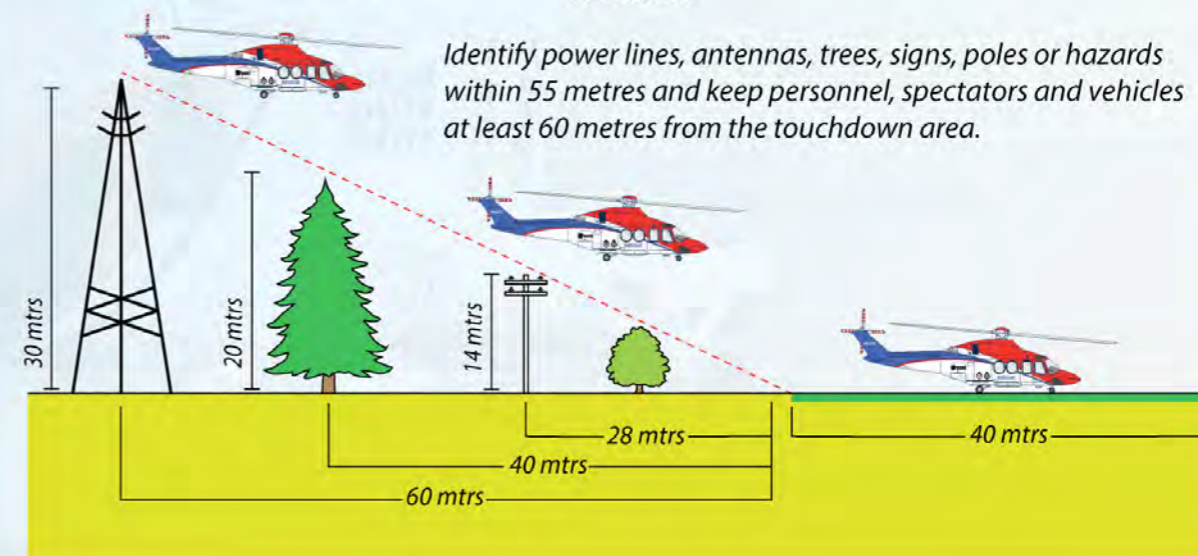 Identify power lines, antennas, trees, signs, poles or hazards
within 55 metres and keep personnel, spectators and vehicles
at least 60 metres from the touchdown area.
30 mtrs
20 mtrs
14 mtrs
28 mtrs
40 mtrs
40 mtrs
60 mtrs